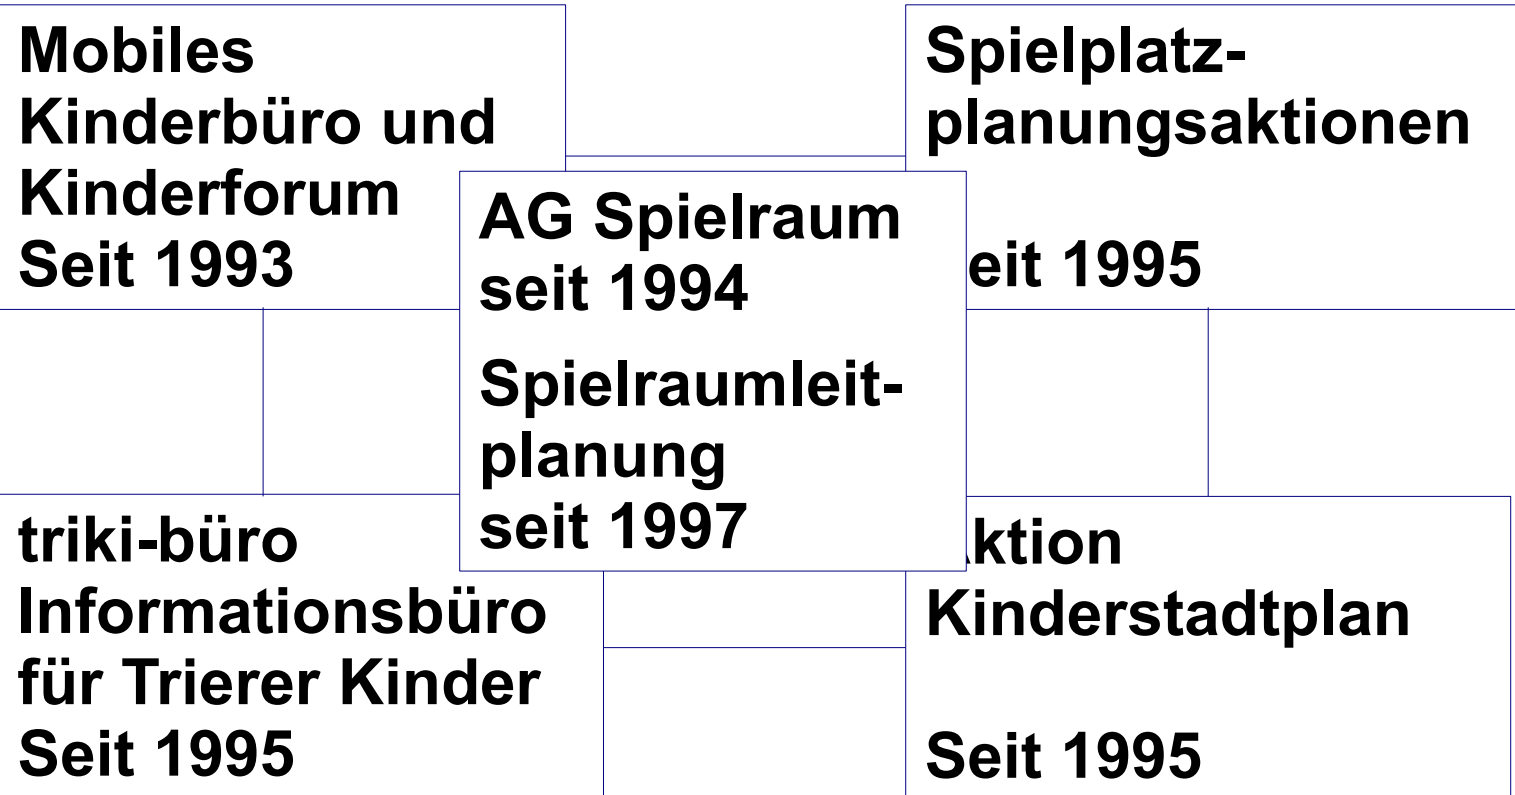 Mobiles
Kinderbüro und
Kinderforum
Seit 1993
Spielplatz-
planungsaktionen
eit 1995
AG Spielraum
seit 1994
Spielraumleit-
planung
seit 1997
triki-büro
Informationsbüro
für Trierer Kinder
Seit 1995
ktion
Kinderstadtplan
Seit 1995